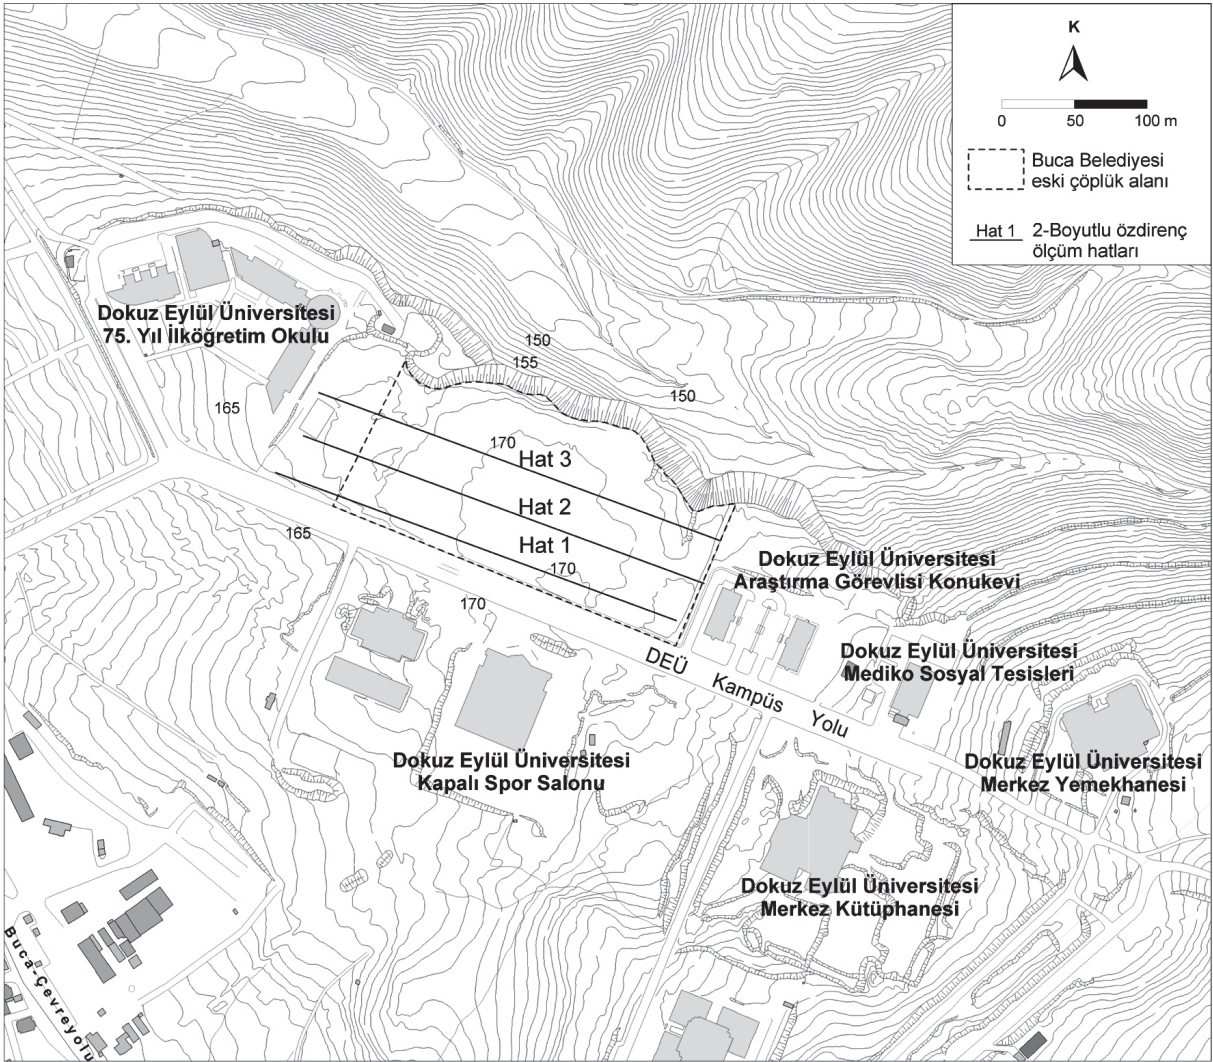 K
0 50 100 m
Buca Belediyesi
eski çöplük alanı
Hat 1 2-Boyutlu özdirenç
ölçüm hatları
Dokuz Eylül Üniversitesi
75. Yıl İlköğretim Okulu
150
155
150
165
170
Hat 3
Hat 2
Hat 1
165
170
170
Dokuz Eylül Üniversitesi
Araştırma Görevlisi Konukevi
Dokuz Eylül Üniversitesi
Mediko Sosyal Tesisleri
DEÜ Kampüs Yolu
Dokuz Eylül Üniversitesi
Kapalı Spor Salonu
Dokuz Eylül Üniversitesi
Merkez Yemekhanesi
Dokuz Eylül Üniversitesi
Merkez Kütüphanesi
Buca-Çevreyolu